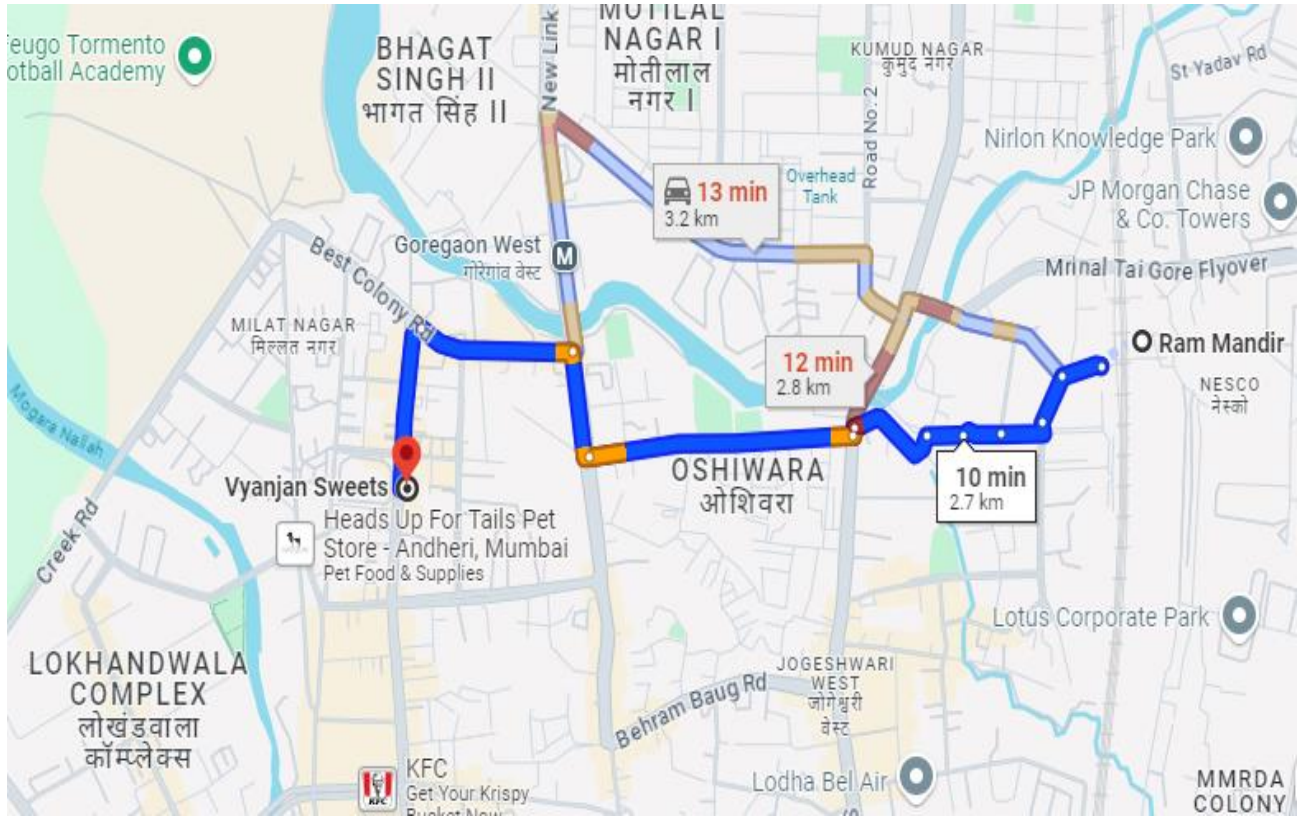 Feugo Tormento
Football Academy
BHAGAT
SINGH II
भागत सिंह II
New Link
MOTILAL
NAGAR I
मोतीलाल
नगर I
KUMUD NAGAR
कुमुद नगर
St Yadav Rd
Road No. 2
Nirlon Knowledge Park
Overhead
Tank
13 min
3.2 km
JP Morgan Chase
& Co. Towers
Goregaon West
गोरेगांव वेस्ट
M
Best Colony Rd
Mrinal Tai Gore Flyover
MILAT NAGAR
मिल्लत नगर
12 min
2.8 km
Ram Mandir
NESCO
नेस्को
Mogara Nallah
OSHIWARA
ओशिवरा
10 min
2.7 km
Vyanjan Sweets
Heads Up For Tails Pet
Store - Andheri, Mumbai
Pet Food & Supplies
Creek Rd
Lotus Corporate Park
LOKHANDWALA
COMPLEX
लोखंडवाला
कॉम्प्लेक्स
JOGESHWARI
WEST
जोगेश्वरी
वेस्ट
Behram Baug Rd
KFC
KFC
Get Your Krispy
Bucket Now
Lodha Bel Air
MMRDA
COLONY